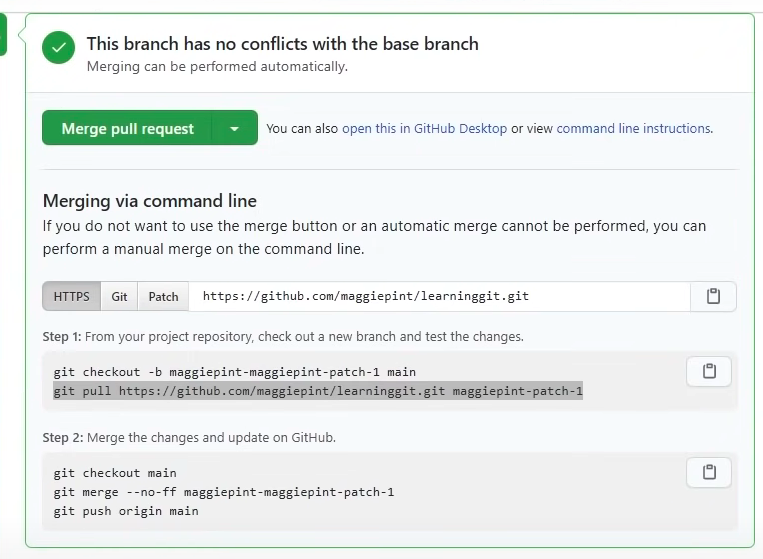 This branch has no conflicts with the base branch
Merging can be performed automatically.
Merge pull request You can also open this in GitHub Desktop or view command line instructions.
Merging via command line
If you do not want to use the merge button or an automatic merge cannot be performed, you can
perform a manual merge on the command line.
HTTPS Git Patch https://github.com/maggiepint/learninggit.git
Step 1: From your project repository, check out a new branch and test the changes.
git checkout -b maggiepint-maggiepint-patch-1 main
git pull https://github.com/maggiepint/learninggit.git maggiepint-patch-1
Step 2: Merge the changes and update on GitHub.
git checkout main
git merge --no-ff maggiepint-maggiepint-patch-1
git push origin main